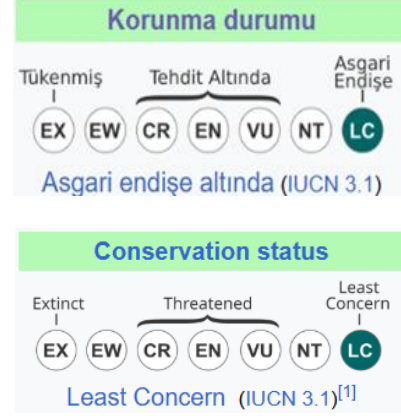 Korunma durumu
Tükenmiş Tehdit Altında Asgari Endişe
EX EW CR EN VU NT LC
Asgari endişe altında (IUCN 3.1)
Conservation status
Extinct Threatened Least Concern
EX EW CR EN VU NT LC
Least Concern (IUCN 3.1)[1]